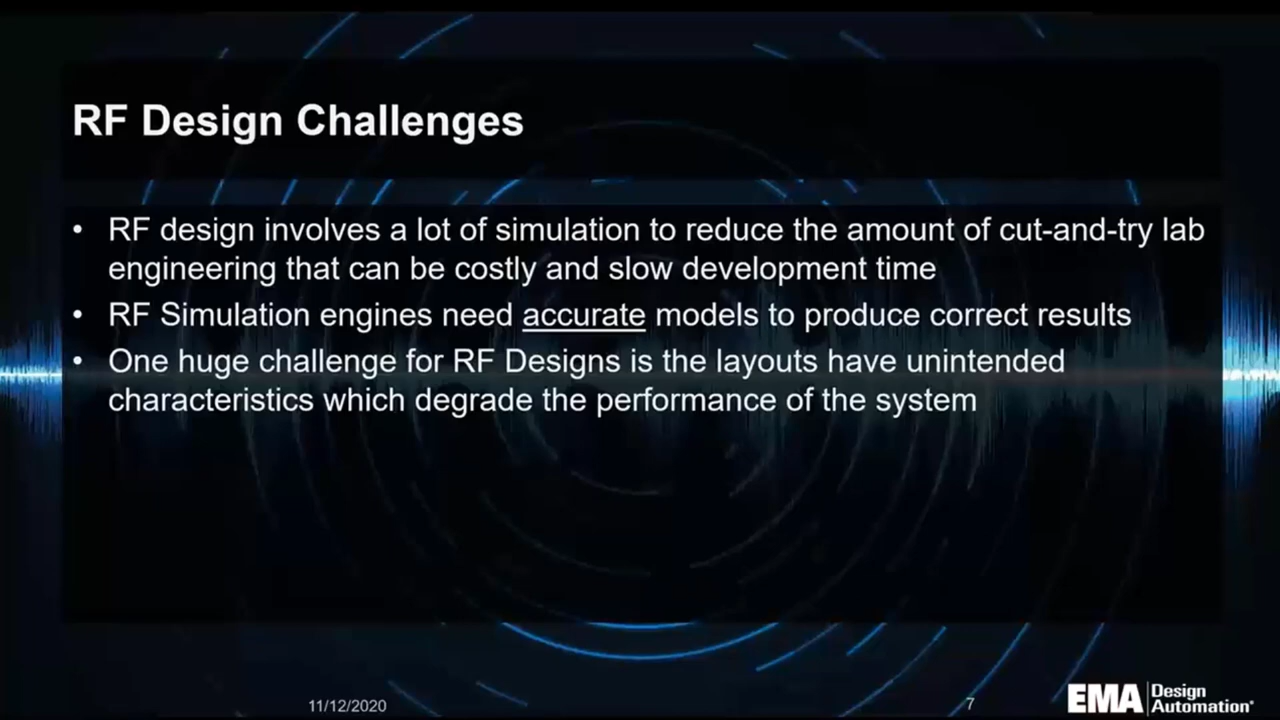 RF Design Challenges
• RF design involves a lot of simulation to reduce the amount of cut-and-try lab
engineering that can be costly and slow development time
• RF Simulation engines need accurate models to produce correct results
• One huge challenge for RF Designs is the layouts have unintended
characteristics which degrade the performance of the system
11/12/2020
7
EMA Design
Automation®